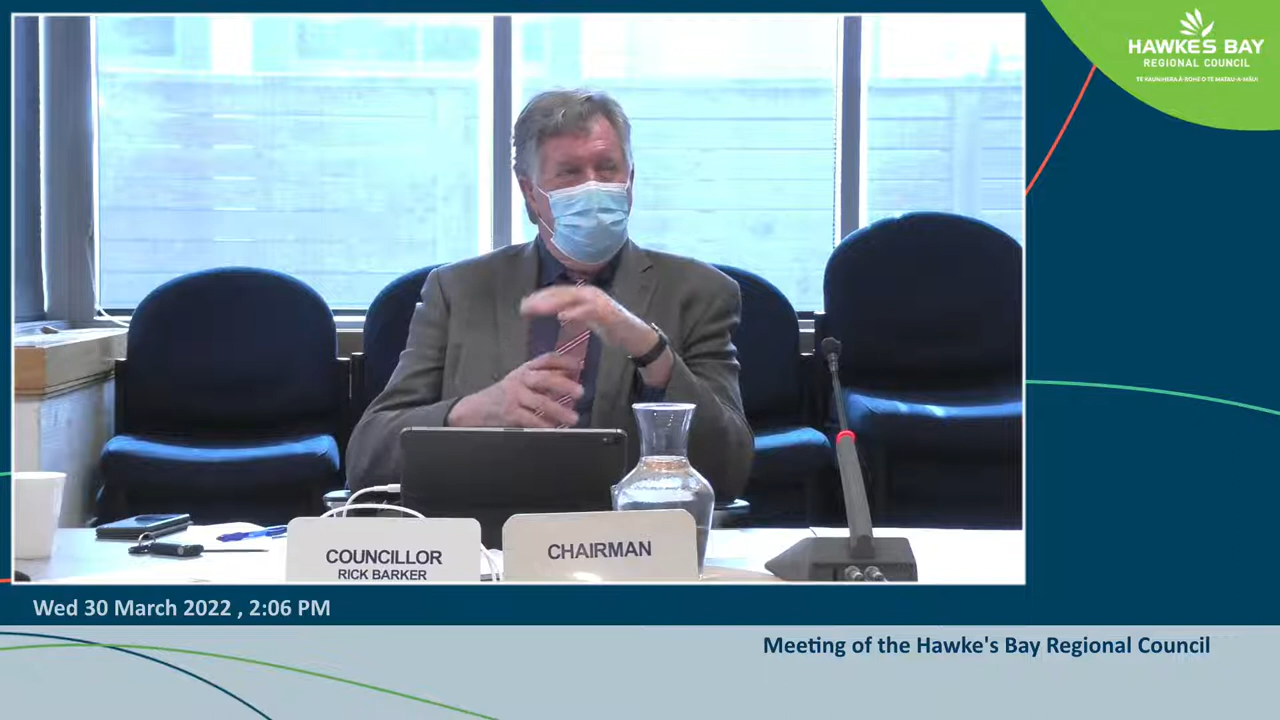 HAWKE'S BAY
REGIONAL COUNCIL
COUNCILLOR
RICK BARKER
CHAIRMAN
Wed 30 March 2022 , 2:06 PM
Meeting of the Hawke's Bay Regional Council